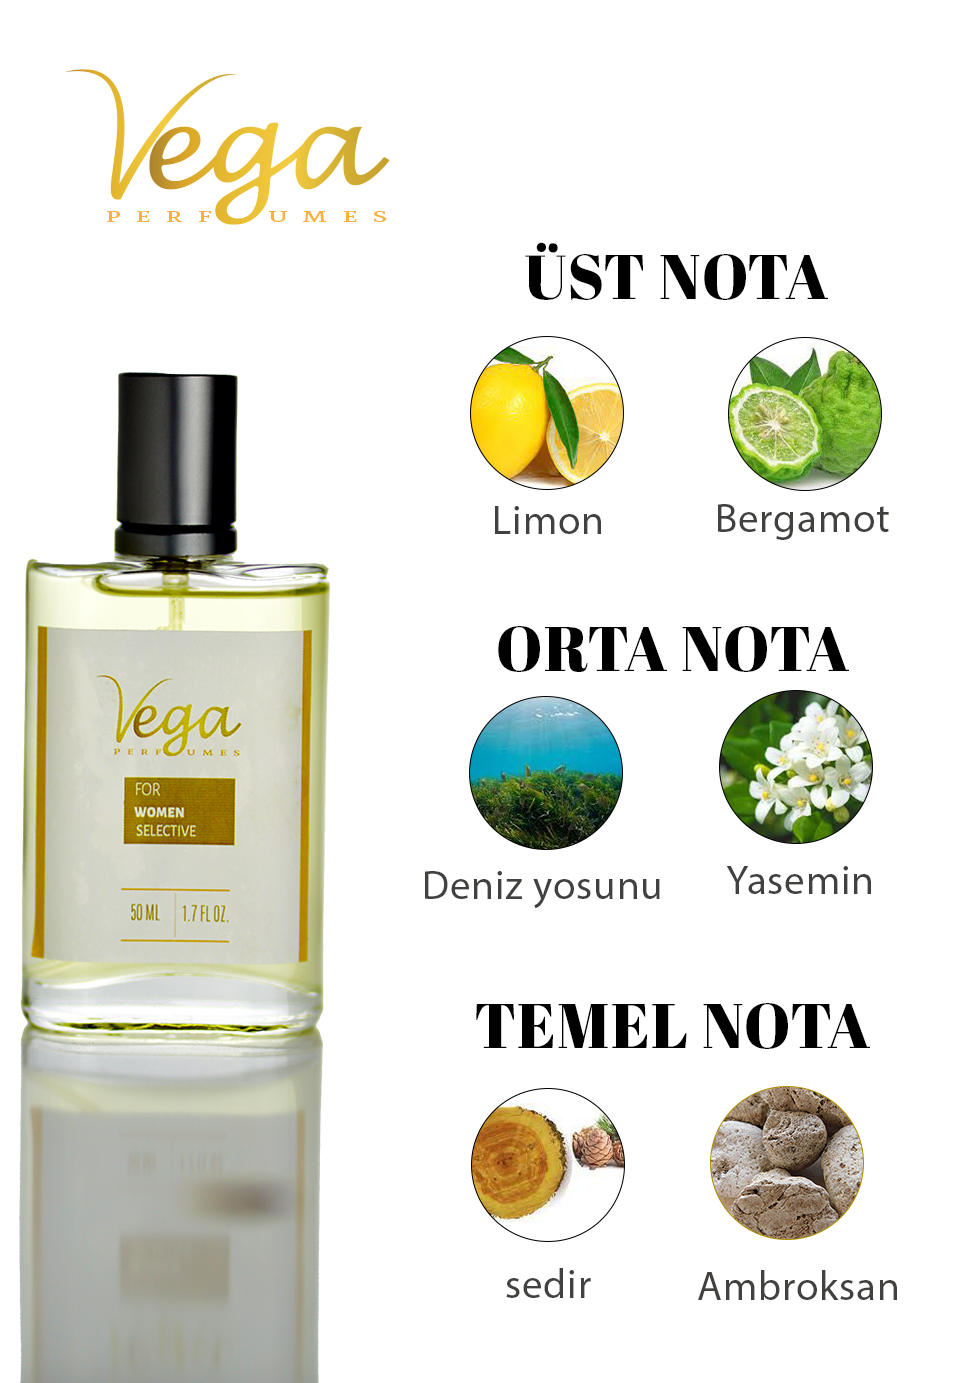 Vega
PERFUMES
ÜST NOTA
Limon
Bergamot
ORTA NOTA
Deniz yosunu
Yasemin
TEMEL NOTA
sedir
Ambroksan
Vega
PERFUMES
FOR
WOMEN
SELECTIVE
50 ML
1.7 FL OZ.